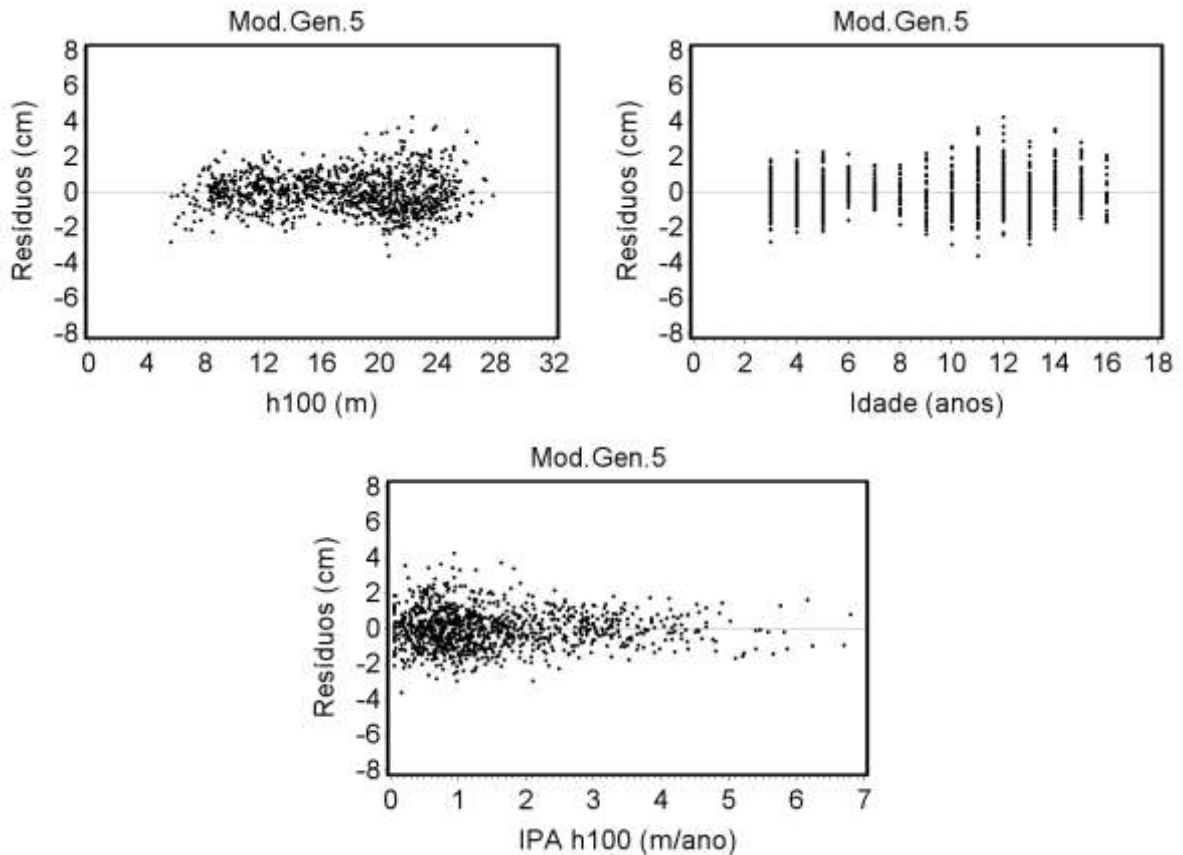 Mod.Gen.5
8
6
4
2
0
-2
-4
-6
-8
Resíduos (cm)
0 4 8 12 16 20 24 28 32
h100 (m)
Mod.Gen.5
8
6
4
2
0
-2
-4
-6
-8
Resíduos (cm)
0 2 4 6 8 10 12 14 16 18
Idade (anos)
Mod.Gen.5
8
6
4
2
0
-2
-4
-6
-8
Resíduos (cm)
0 1 2 3 4 5 6 7
IPA h100 (m/ano)